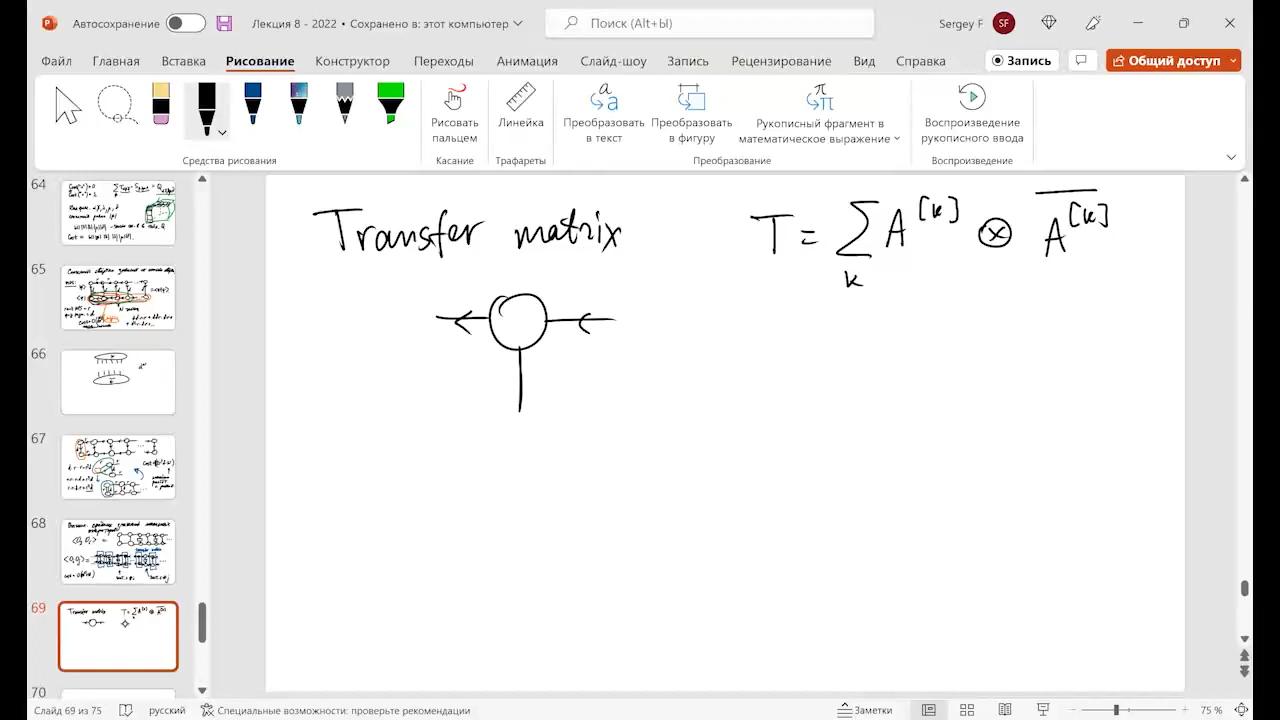 Автосохранение
Лекция 8 - 2022 • Сохранено в: этот компьютер
Поиск (Alt+Ы)
Sergey F
SF
Файл Главная Вставка Рисование Конструктор Переходы Анимация Слайд-шоу Запись Рецензирование Вид Справка
Запись
Общий доступ
Рисовать пальцем
Линейка
Преобразовать в текст
Преобразовать в фигуру
Рукописный фрагмент в математическое выражение
Воспроизведение рукописного ввода
Средства рисования
Касание
Трафареты
Преобразование
Воспроизведение
64
65
66
67
68
69
70
Transfer matrix
T = ∑ₖ A^[k] ⊗ \overline{A^[k]}
Слайд 69 из 75
русский
Специальные возможности: проверьте рекомендации
Заметки
75 %